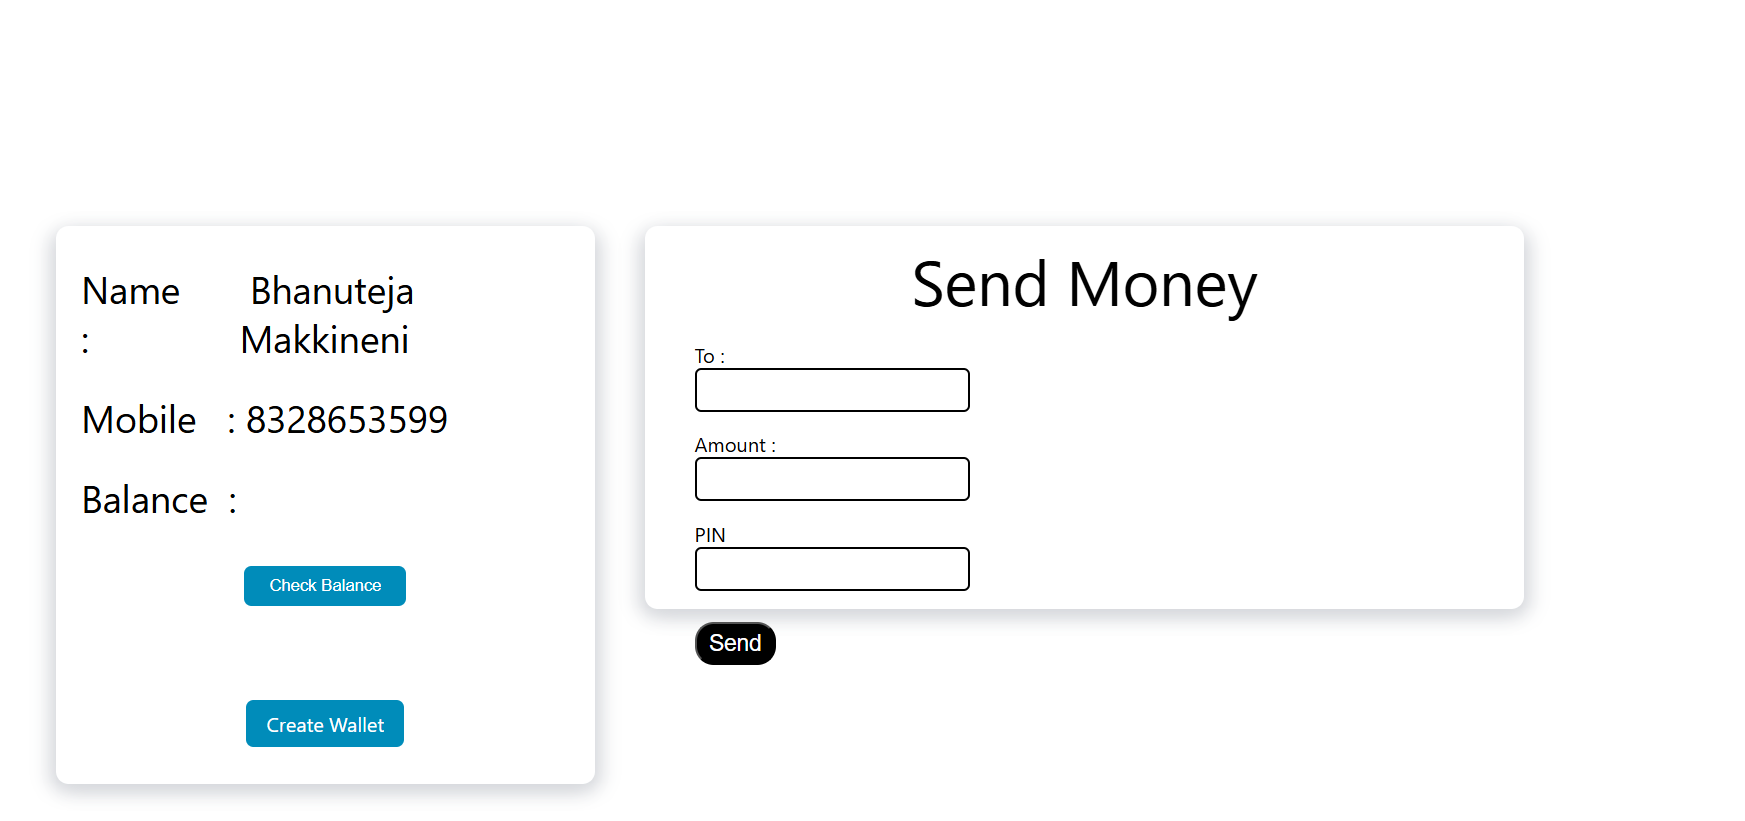 Name Bhanuteja
: Makkineni
Mobile : 8328653599
Balance :
Check Balance
Create Wallet
Send Money
To :
Amount :
PIN
Send